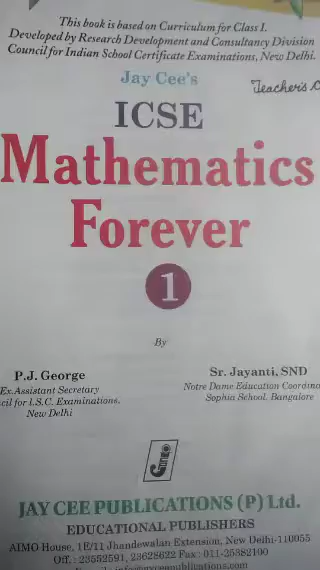 This book is based on Curriculum for Class I.
Developed by Research Development and Consultancy Division
Council for Indian School Certificate Examinations, New Delhi.
Jay Cee's
Teacher's
ICSE
Mathematics
Forever
1
By
P.J. George
Ex. Assistant Secretary
cil for I.S.C. Examinations.
New Delhi
Sr. Jayanti, SND
Notre Dame Education Coordina
Sophia School, Bangalore
JAY CEE PUBLICATIONS (P) Ltd.
EDUCATIONAL PUBLISHERS
AIMO House, 1E/11 Jhandewalan Extension, New Delhi-110055
Off.: 23552591, 23628622 Fax: 011-25382100